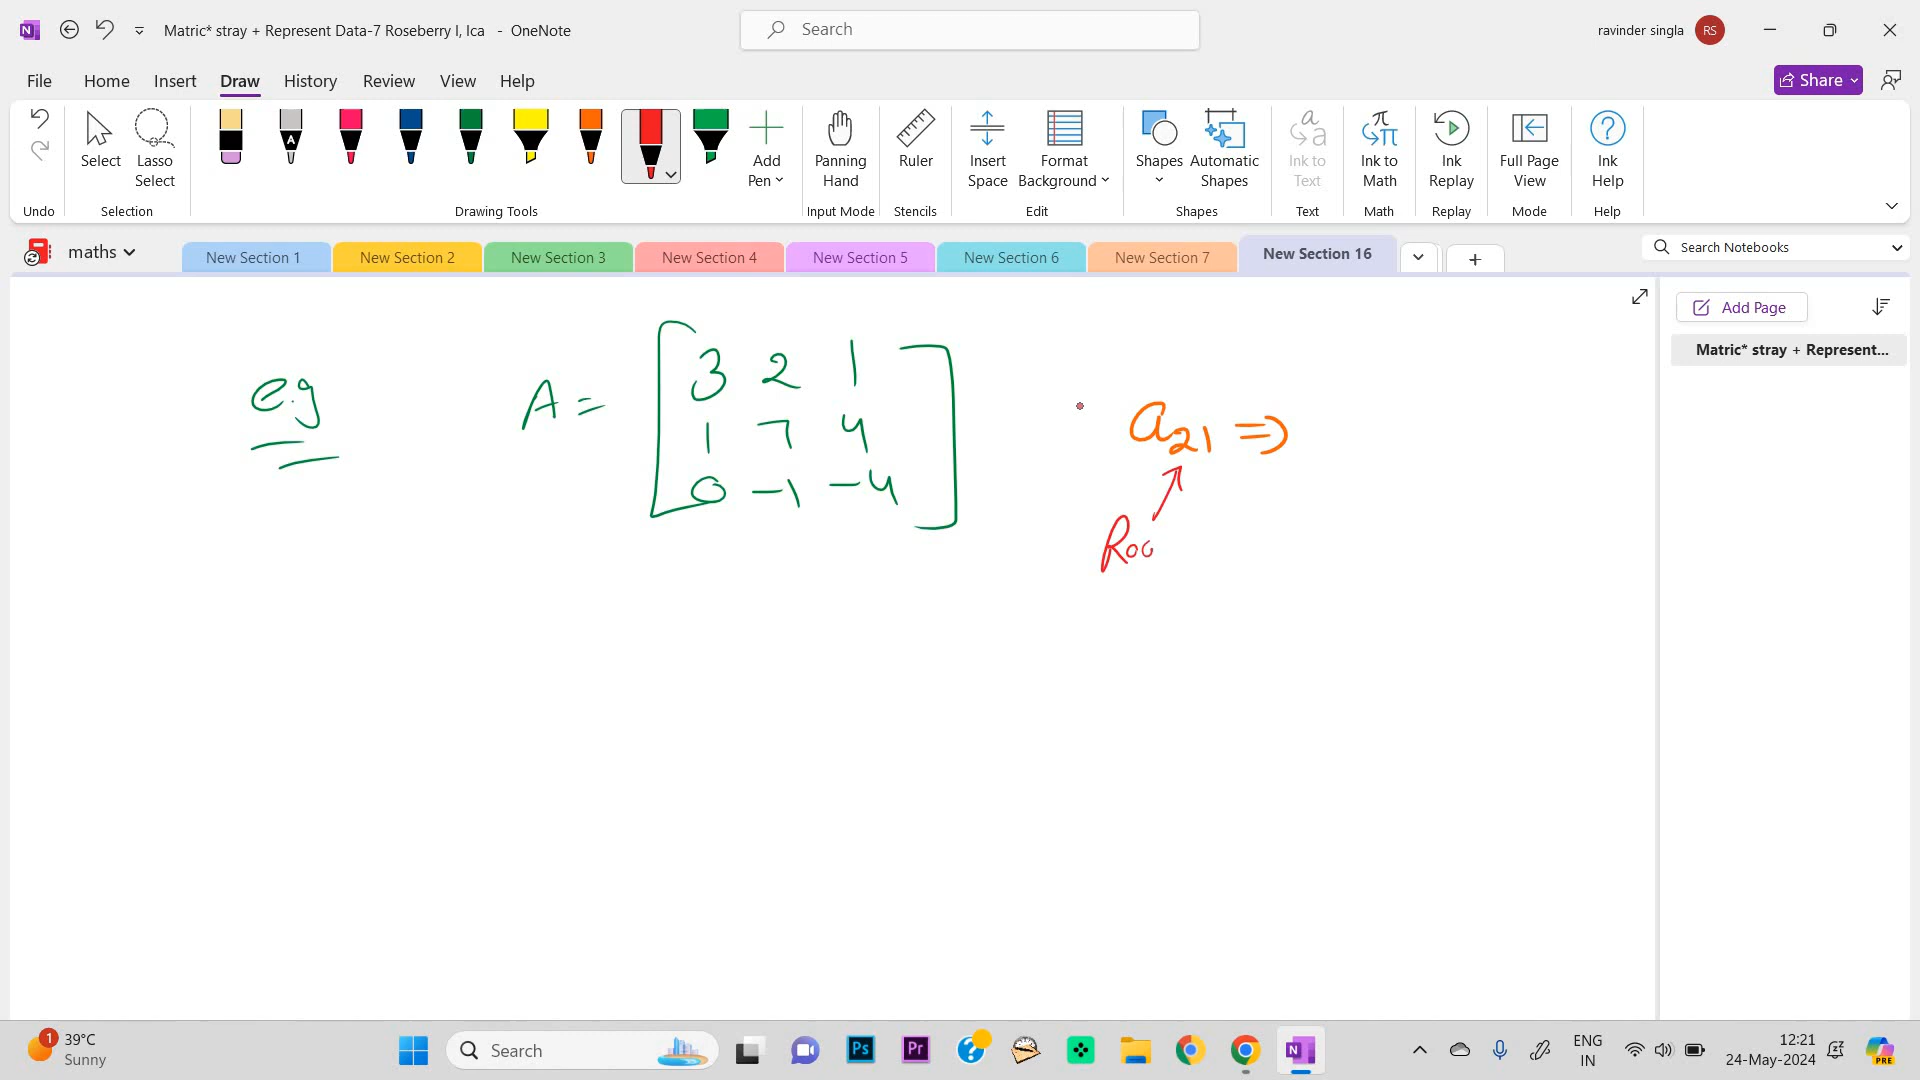 Matric* stray + Represent Data-7 Roseberry I, Ica - OneNote
Search
ravinder singla RS
File Home Insert Draw History Review View Help
Share
Select
Lasso Select
Add Pen
Panning Hand
Ruler
Insert Space
Format Background
Shapes
Automatic Shapes
Ink to Text
Ink to Math
Ink Replay
Full Page View
Ink Help
Undo Selection Drawing Tools Input Mode Stencils Edit Shapes Text Math Replay Mode Help
maths
New Section 1 New Section 2 New Section 3 New Section 4 New Section 5 New Section 6 New Section 7 New Section 16
Search Notebooks
Add Page
Matric* stray + Represent...
e.g
A =
3 2 1
1 7 4
0 -1 -4
a21 ⇒
Roo
1
39°C
Sunny
Search
Ps
Pr
ENG
IN
12:21
24-May-2024
PRE